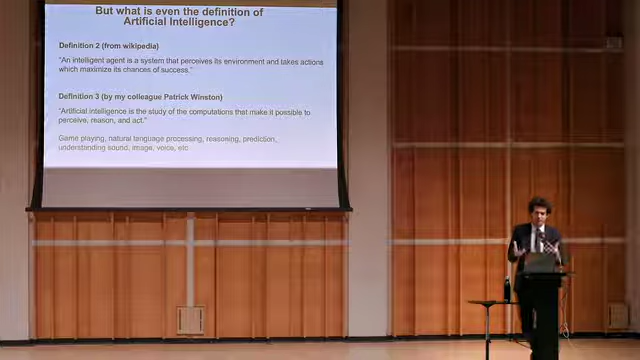 But what is even the definition of
Artificial Intelligence?
Definition 2 (from wikipedia)
"An intelligent agent is a system that perceives its environment and takes actions
which maximize its chances of success."
Definition 3 (by my colleague Patrick Winston)
"Artificial intelligence is the study of the computations that make it possible to
perceive, reason, and act."
Game playing, natural language processing, reasoning, prediction,
understanding sound, image, voice, etc